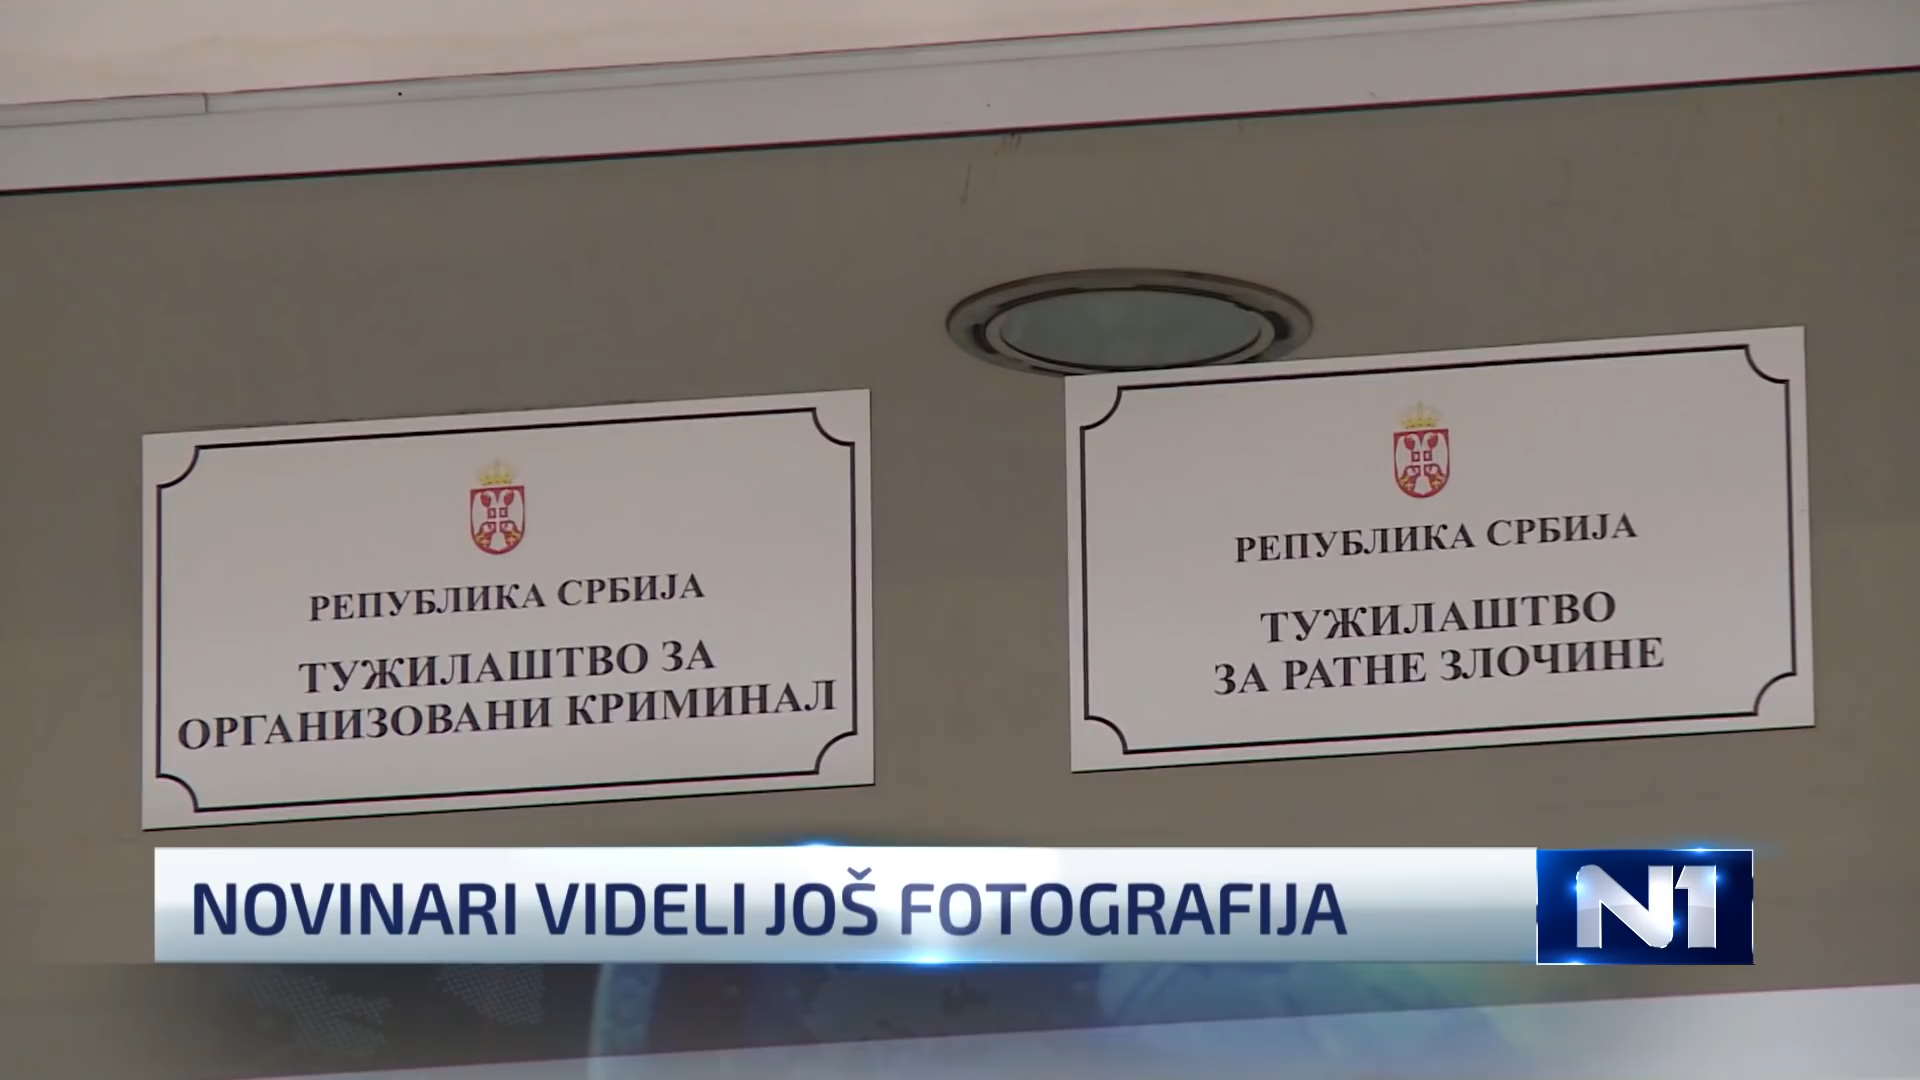 РЕПУБЛИКА СРБИЈА
ТУЖИЛАШТВО ЗА
ОРГАНИЗОВАНИ КРИМИНАЛ
РЕПУБЛИКА СРБИЈА
ТУЖИЛАШТВО
ЗА РАТНЕ ЗЛОЧИНЕ
NOVINARI VIDELI JOŠ FOTOGRAFIJA
N1